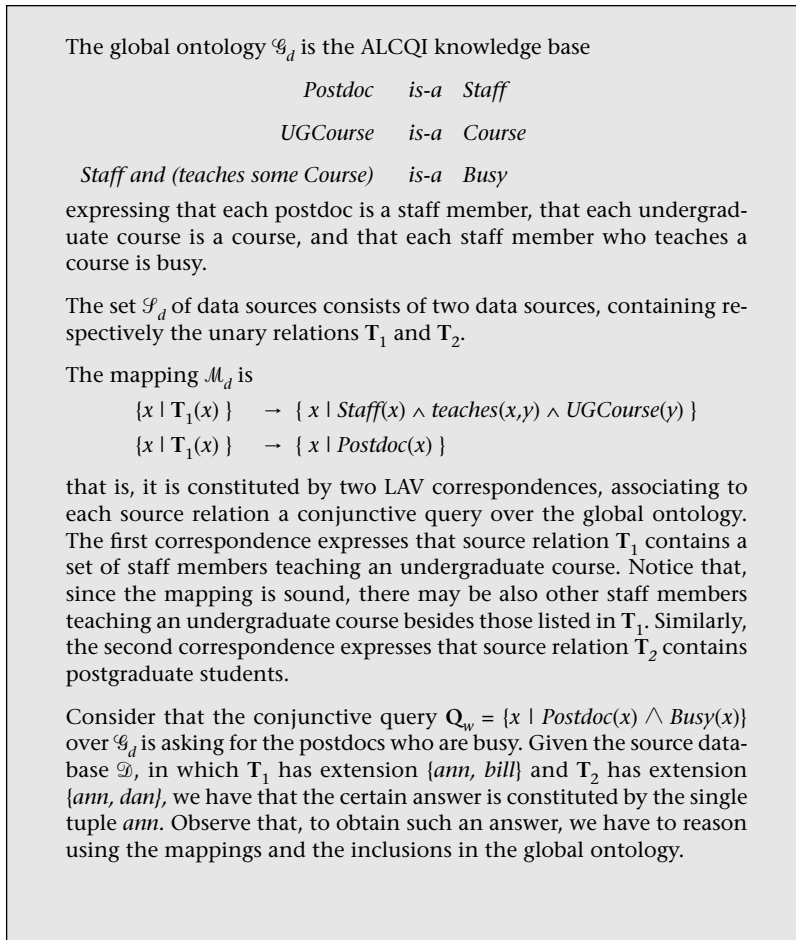 The global ontology 𝒢d is the ALCQI knowledge base
Postdoc is-a Staff
UGCourse is-a Course
Staff and (teaches some Course) is-a Busy
expressing that each postdoc is a staff member, that each undergrad-
uate course is a course, and that each staff member who teaches a
course is busy.
The set 𝒮d of data sources consists of two data sources, containing re-
spectively the unary relations T1 and T2.
The mapping ℳd is
{x | T1(x) } → { x | Staff(x) ∧ teaches(x,y) ∧ UGCourse(y) }
{x | T1(x) } → { x | Postdoc(x) }
that is, it is constituted by two LAV correspondences, associating to
each source relation a conjunctive query over the global ontology.
The first correspondence expresses that source relation T1 contains a
set of staff members teaching an undergraduate course. Notice that,
since the mapping is sound, there may be also other staff members
teaching an undergraduate course besides those listed in T1. Similarly,
the second correspondence expresses that source relation T2 contains
postgraduate students.
Consider that the conjunctive query Qw = {x | Postdoc(x) ∧ Busy(x)}
over 𝒢d is asking for the postdocs who are busy. Given the source data-
base 𝒟, in which T1 has extension {ann, bill} and T2 has extension
{ann, dan}, we have that the certain answer is constituted by the single
tuple ann. Observe that, to obtain such an answer, we have to reason
using the mappings and the inclusions in the global ontology.